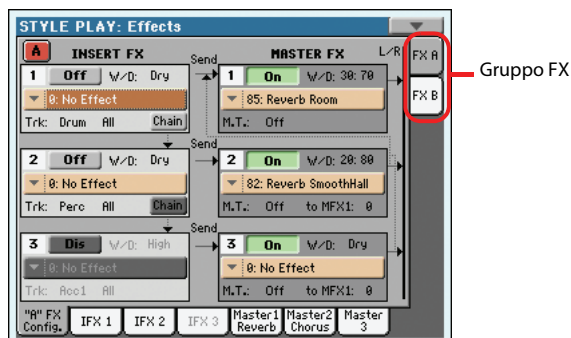 STYLE PLAY: Effects
A INSERT FX Send MASTER FX L/R FX A
1 Off W/D: Dry 1 On W/D: 30:70
0: No Effect 85: Reverb Room FX B
Trk: Drum All Chain M.T.: Off
Send
2 Off W/D: Dry 2 On W/D: 20:80
0: No Effect 82: Reverb SmoothHall
Trk: Perc All Chain M.T.: Off to MFX1: 0
Send
3 Dis W/D: High 3 On W/D: Dry
0: No Effect 0: No Effect
Trk: Acc1 All M.T.: Off to MFX1: 0
"A" FX Config. IFX 1 IFX 2 IFX 3 Master1 Reverb Master2 Chorus Master 3
Gruppo FX